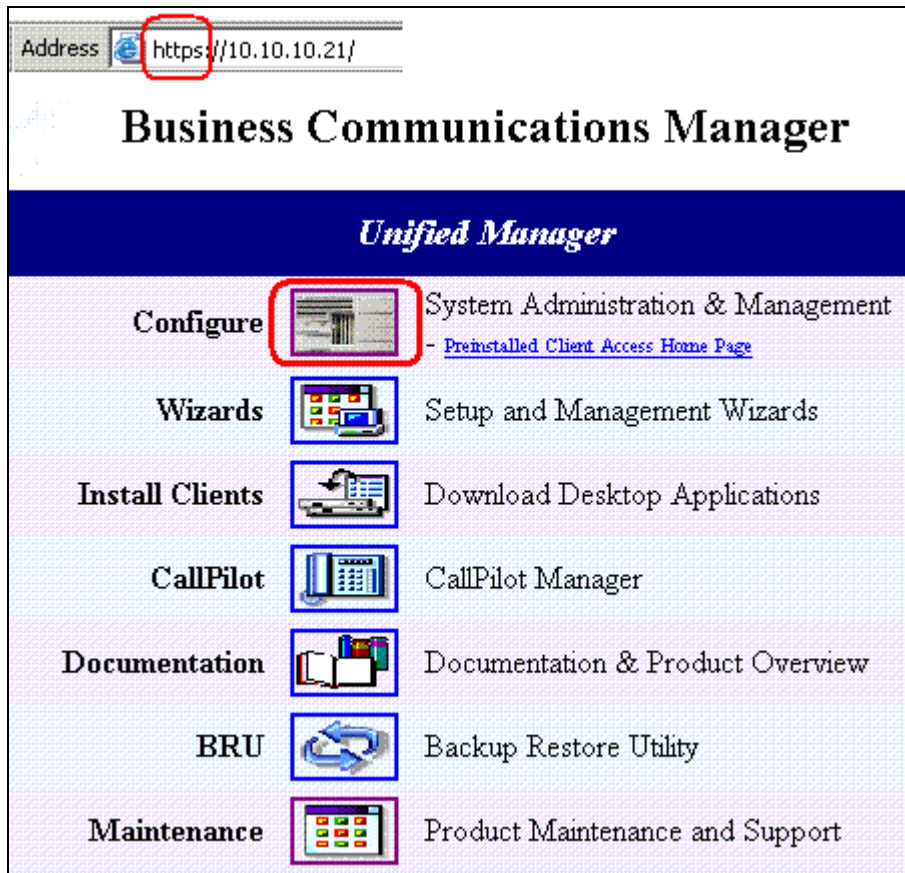 Address https://10.10.10.21/
Business Communications Manager
Unified Manager
Configure System Administration & Management
- Preinstalled Client Access Home Page
Wizards Setup and Management Wizards
Install Clients Download Desktop Applications
CallPilot CallPilot Manager
Documentation Documentation & Product Overview
BRU Backup Restore Utility
Maintenance Product Maintenance and Support